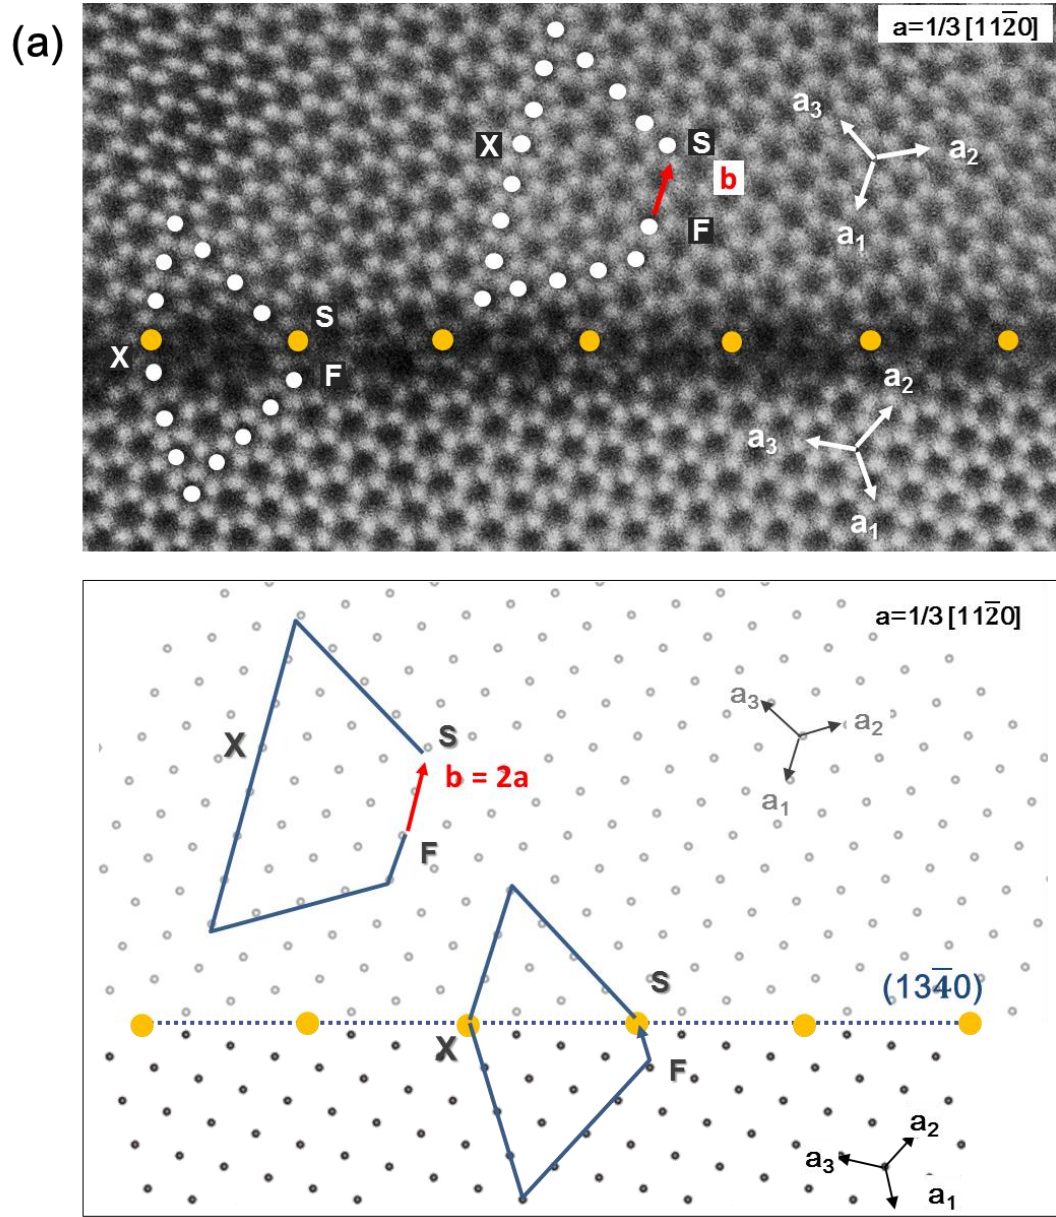 (a)
a=1/3 [112̅0]
a₃
a₂
a₁
X
S
b
F
S
X
F
a₂
a₃
a₁
a=1/3 [112̅0]
a₃
a₂
a₁
S
X
b = 2a
F
S
(134̅0)
X
F
a₂
a₃
a₁